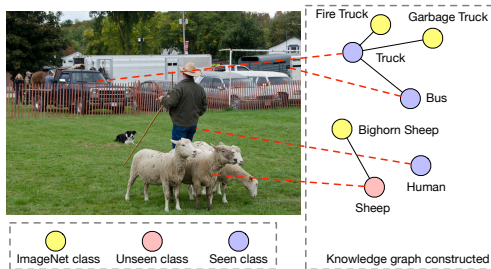 Fire Truck
Garbage Truck
Truck
Bus
Bighorn Sheep
Human
Sheep
ImageNet class
Unseen class
Seen class
Knowledge graph constructed